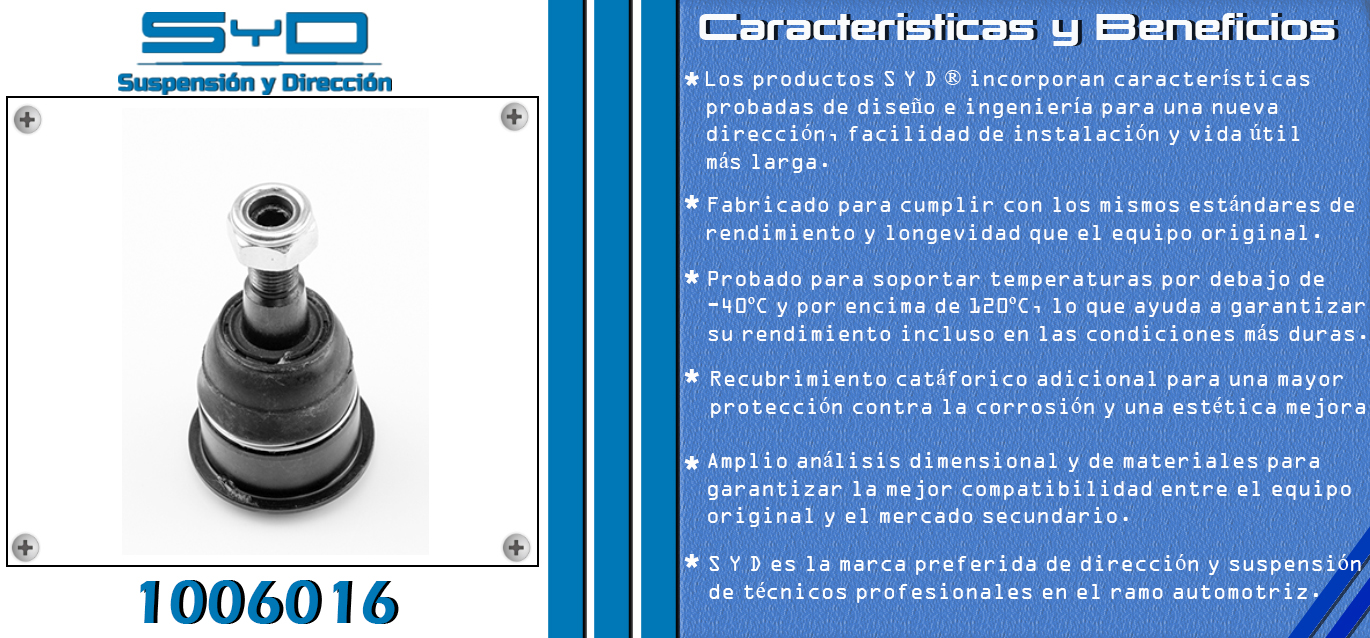 SYD
Suspensión y Dirección
1006016
Caracteristicas y Beneficios
* Los productos S Y D ® incorporan características
probadas de diseño e ingeniería para una nueva
dirección, facilidad de instalación y vida útil
más larga.
* Fabricado para cumplir con los mismos estándares de
rendimiento y longevidad que el equipo original.
* Probado para soportar temperaturas por debajo de
-40°C y por encima de 120°C, lo que ayuda a garantizar
su rendimiento incluso en las condiciones más duras.
* Recubrimiento catáforico adicional para una mayor
protección contra la corrosión y una estética mejora
* Amplio análisis dimensional y de materiales para
garantizar la mejor compatibilidad entre el equipo
original y el mercado secundario.
* S Y D es la marca preferida de dirección y suspensión
de técnicos profesionales en el ramo automotriz.